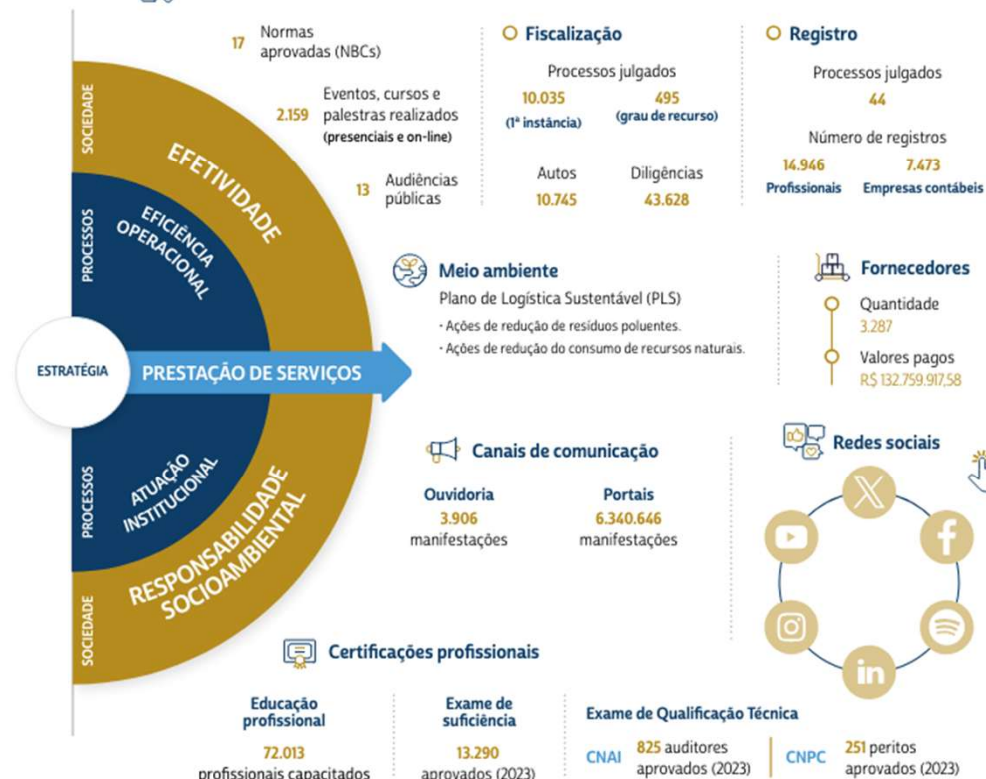 17
Normas
aprovadas (NBCs)
2.159
Eventos, cursos e
palestras realizados
(presenciais e on-line)
13
Audiências
públicas
Fiscalização
Processos julgados
10.035
(1ª instância)
495
(grau de recurso)
Autos
10.745
Diligências
43.628
Registro
Processos julgados
44
Número de registros
14.946
Profissionais
7.473
Empresas contábeis
SOCIEDADE
EFETIVIDADE
PROCESSOS
EFICIÊNCIA
OPERACIONAL
ESTRATÉGIA
PRESTAÇÃO DE SERVIÇOS
PROCESSOS
ATUAÇÃO
INSTITUCIONAL
SOCIEDADE
RESPONSABILIDADE
SOCIOAMBIENTAL
Meio ambiente
Plano de Logística Sustentável (PLS)
- Ações de redução de resíduos poluentes.
- Ações de redução do consumo de recursos naturais.
Fornecedores
Quantidade
3.287
Valores pagos
R$ 132.759.917,58
Canais de comunicação
Ouvidoria
3.906
manifestações
Portais
6.340.646
manifestações
Redes sociais
X
f
in
Certificações profissionais
Educação
profissional
72.013
profissionais capacitados
Exame de
suficiência
13.290
aprovados (2023)
Exame de Qualificação Técnica
CNAI
825 auditores
aprovados (2023)
CNPC
251 peritos
aprovados (2023)